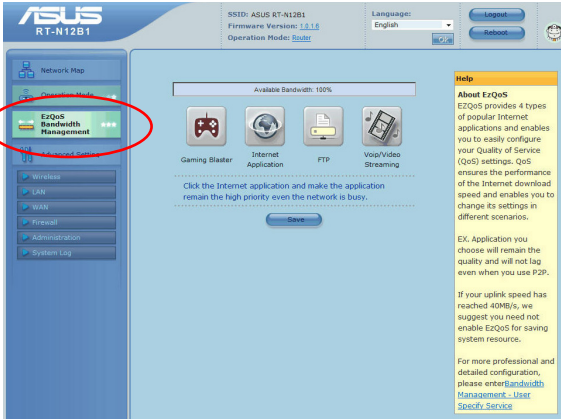 /SUS
RT-N12B1
SSID: ASUS RT-N12B1
Firmware Version: 1.0.1.6
Operation Mode: Router
Language:
English
Logout
Reboot
Network Map
Operation Mode
EzQoS
Bandwidth
Management
Advanced Setting
Wireless
LAN
WAN
Firewall
Administration
System Log
Available Bandwidth: 100%
Gaming Blaster
Internet
Application
FTP
Voip/Video
Streaming
Click the Internet application and make the application
remain the high priority even the network is busy.
Save
Help
About EzQoS
EZQoS provides 4 types
of popular Internet
applications and enables
you to easily configure
your Quality of Service
(QoS) settings. QoS
ensures the performance
of the Internet download
speed and enables you to
change its settings in
different scenarios.
EX. Application you
choose will remain the
quality and will not lag
even when you use P2P.
If your uplink speed has
reached 40MB/s, we
suggest you need not
enable EzQoS for saving
system resource.
For more professional and
detailed configuration,
please enterBandwidth
Management - User
Specify Service